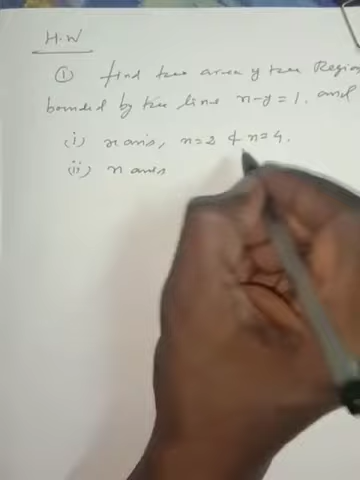 H.W
① find the area of the Region
bounded by the line x-y=1. and
(i) x axis, x=2 & x=4.
(ii) x axis